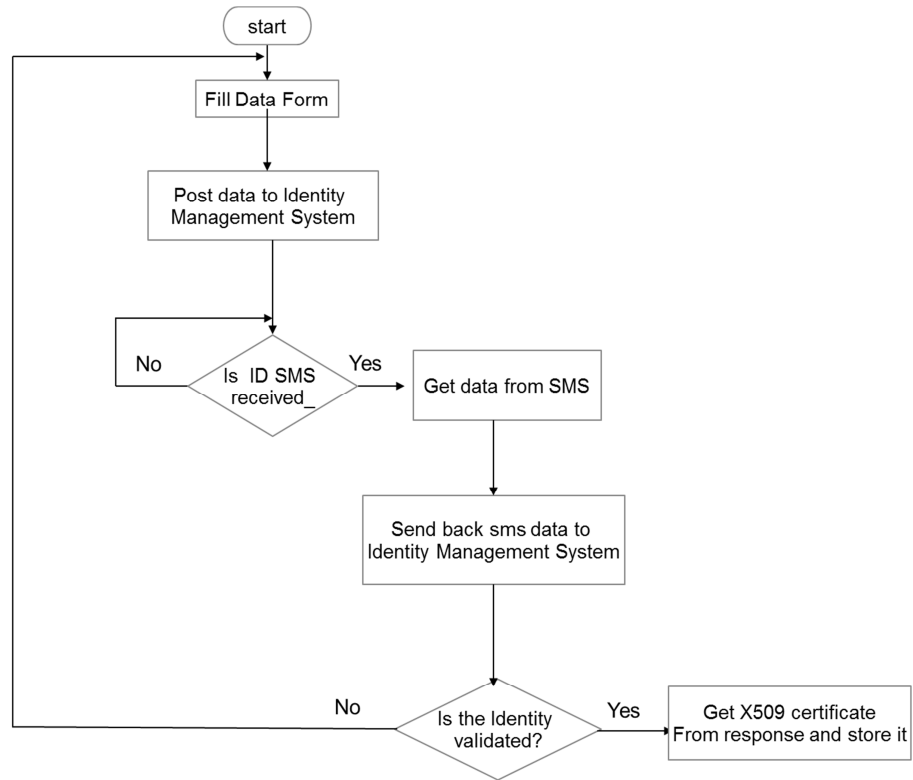 start
Fill Data Form
Post data to Identity
Management System
No
Yes
Is ID SMS
received_
Get data from SMS
Send back sms data to
Identity Management System
No
Is the Identity
validated?
Yes
Get X509 certificate
From response and store it